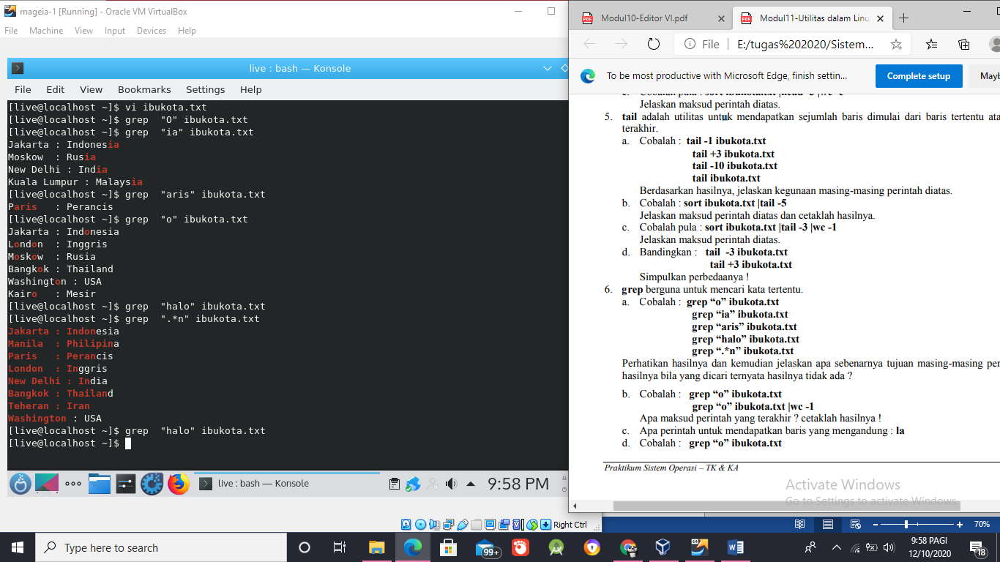 mageia-1 [Running] - Oracle VM VirtualBox
File Machine View Input Devices Help
live : bash — Konsole
File Edit View Bookmarks Settings Help
[live@localhost ~]$ vi ibukota.txt
[live@localhost ~]$ grep  "O" ibukota.txt
[live@localhost ~]$ grep  "ia" ibukota.txt
Jakarta : Indonesia
Moskow  : Rusia
New Delhi : India
Kuala Lumpur : Malaysia
[live@localhost ~]$ grep  "aris" ibukota.txt
Paris   : Perancis
[live@localhost ~]$ grep  "o" ibukota.txt
Jakarta : Indonesia
London  : Inggris
Moskow  : Rusia
Bangkok : Thailand
Washington : USA
Kairo   : Mesir
[live@localhost ~]$ grep  "halo" ibukota.txt
[live@localhost ~]$ grep  ".*n" ibukota.txt
Jakarta : Indonesia
Manila  : Philipina
Paris   : Perancis
London  : Inggris
New Delhi : India
Bangkok : Thailand
Teheran : Iran
Washington : USA
[live@localhost ~]$ grep  "halo" ibukota.txt
[live@localhost ~]$
live : bash — Konsole
9:58 PM
Right Ctrl
Modul10-Editor VI.pdf
Modul11-Utilitas dalam Linu
File E:/tugas%202020/Sistem...
To be most productive with Microsoft Edge, finish settin...
Complete setup
Mayb
Jelaskan maksud perintah diatas.
5. tail adalah utilitas untuk mendapatkan sejumlah baris dimulai dari baris tertentu ata
terakhir.
a. Cobalah : tail -1 ibukota.txt
tail +3 ibukota.txt
tail -10 ibukota.txt
tail ibukota.txt
Berdasarkan hasilnya, jelaskan kegunaan masing-masing perintah diatas.
b. Cobalah : sort ibukota.txt |tail -5
Jelaskan maksud perintah diatas dan cetaklah hasilnya.
c. Cobalah pula : sort ibukota.txt |tail -3 |wc -1
Jelaskan maksud perintah diatas.
d. Bandingkan : tail -3 ibukota.txt
tail +3 ibukota.txt
Simpulkan perbedaanya !
6. grep berguna untuk mencari kata tertentu.
a. Cobalah : grep “o” ibukota.txt
grep “ia” ibukota.txt
grep “aris” ibukota.txt
grep “halo” ibukota.txt
grep “.*n” ibukota.txt
Perhatikan hasilnya dan kemudian jelaskan apa sebenarnya tujuan masing-masing per
hasilnya bila yang dicari ternyata hasilnya tidak ada ?
b. Cobalah : grep “o” ibukota.txt
grep “o” ibukota.txt |wc -1
Apa maksud perintah yang terakhir ? cetaklah hasilnya !
c. Apa perintah untuk mendapatkan baris yang mengandung : la
d. Cobalah : grep “o” ibukota.txt
Praktikum Sistem Operasi – TK & KA
Activate Windows
Go to Settings to activate Windows.
70%
Type here to search
99+
9:58 PAGI
12/10/2020
18